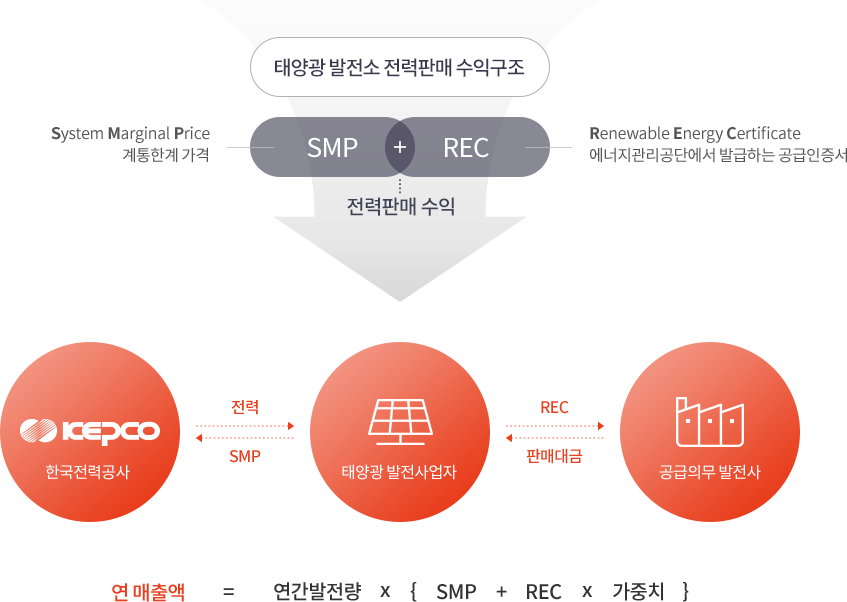 태양광 발전소 전력판매 수익구조
System Marginal Price
계통한계 가격
SMP + REC
Renewable Energy Certificate
에너지관리공단에서 발급하는 공급인증서
전력판매 수익
KEPCO
한국전력공사
전력
SMP
태양광 발전사업자
REC
판매대금
공급의무 발전사
연 매출액 = 연간발전량 x { SMP + REC x 가중치 }